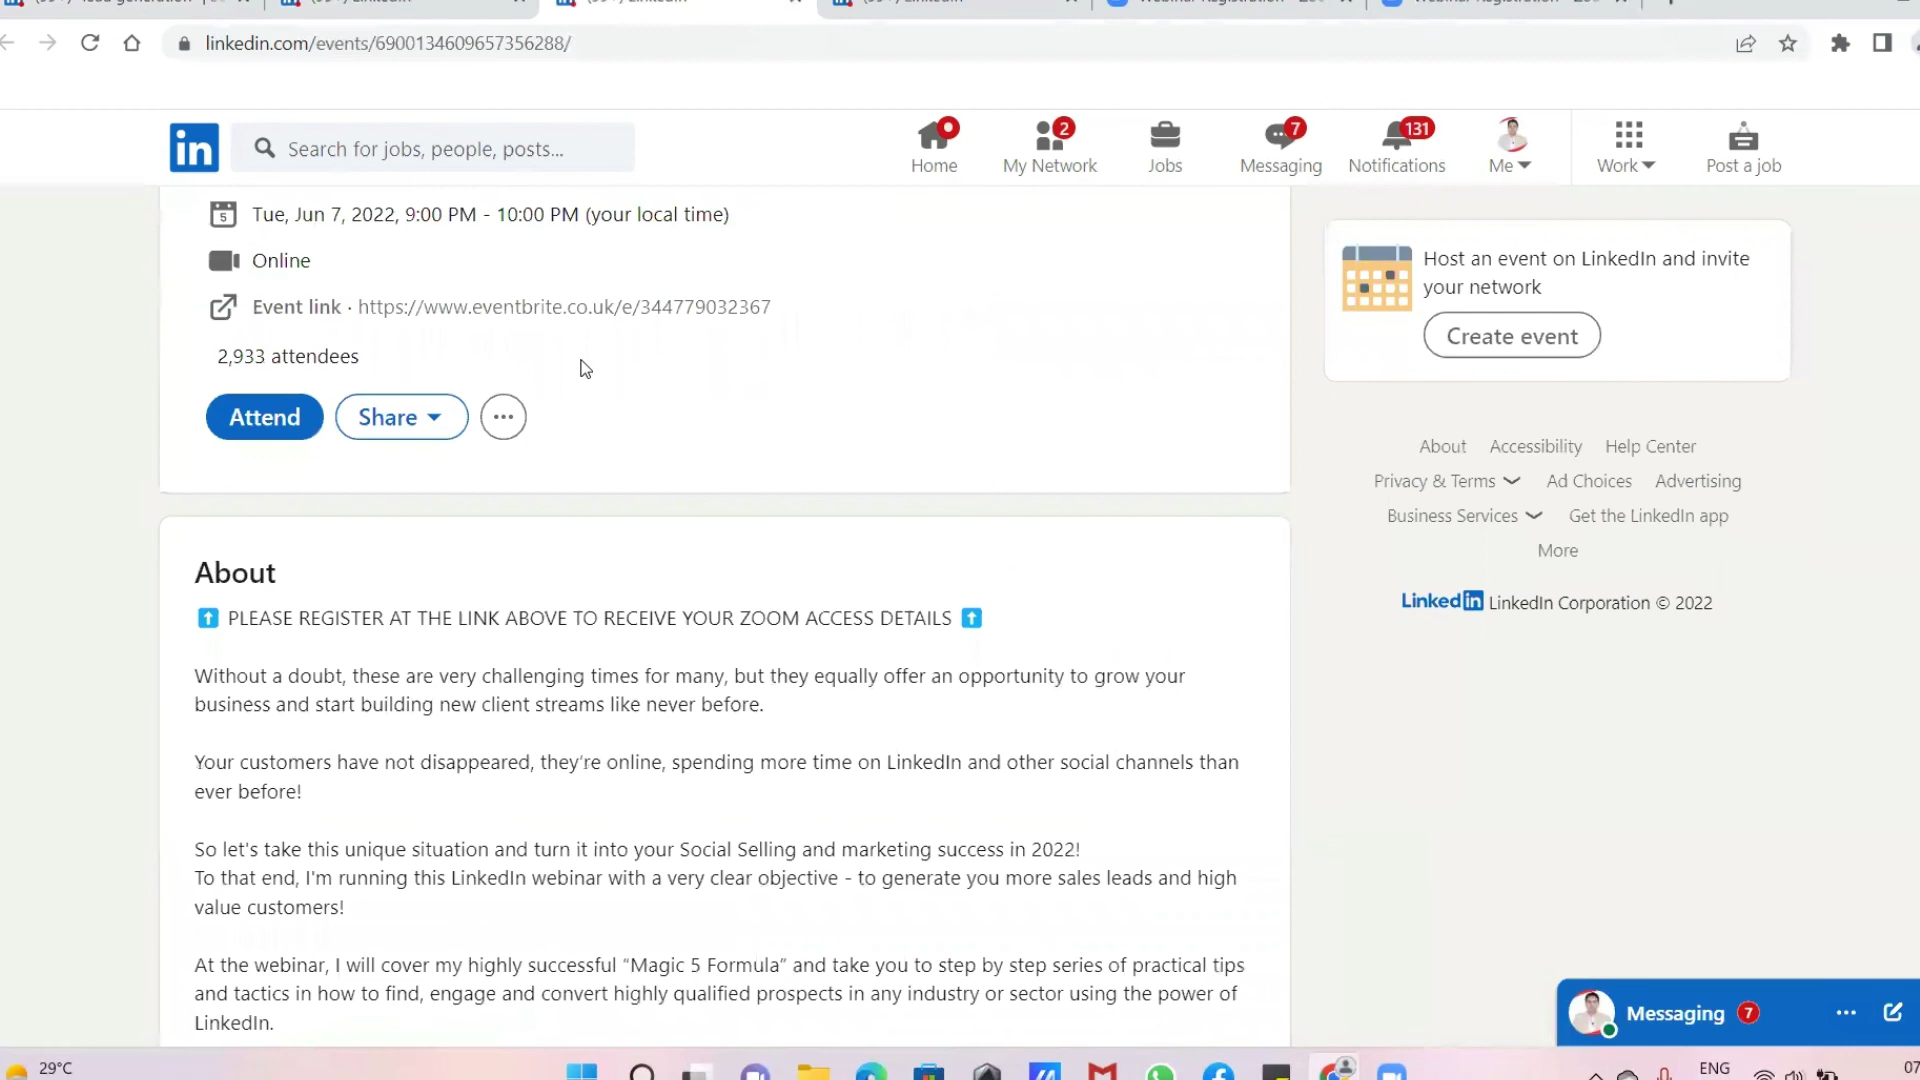 linkedin.com/events/6900134609657356288/
in
Search for jobs, people, posts...
Home
2
My Network
Jobs
7
Messaging
131
Notifications
Me
Work
Post a job
5
Tue, Jun 7, 2022, 9:00 PM - 10:00 PM (your local time)
Online
Event link · https://www.eventbrite.co.uk/e/344779032367
2,933 attendees
Attend
Share
Host an event on LinkedIn and invite
your network
Create event
About
Accessibility
Help Center
Privacy & Terms
Ad Choices
Advertising
Business Services
Get the LinkedIn app
More
Linked in LinkedIn Corporation © 2022
About
PLEASE REGISTER AT THE LINK ABOVE TO RECEIVE YOUR ZOOM ACCESS DETAILS
Without a doubt, these are very challenging times for many, but they equally offer an opportunity to grow your
business and start building new client streams like never before.
Your customers have not disappeared, they’re online, spending more time on LinkedIn and other social channels than
ever before!
So let's take this unique situation and turn it into your Social Selling and marketing success in 2022!
To that end, I'm running this LinkedIn webinar with a very clear objective - to generate you more sales leads and high
value customers!
At the webinar, I will cover my highly successful “Magic 5 Formula” and take you to step by step series of practical tips
and tactics in how to find, engage and convert highly qualified prospects in any industry or sector using the power of
LinkedIn.
Messaging 7
29°C
ENG
07